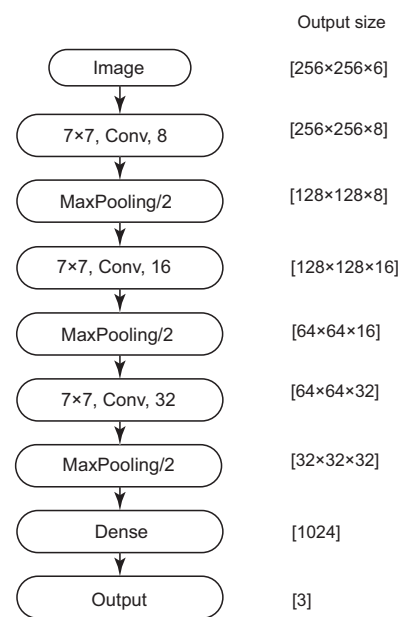 Output size
Image [256×256×6]
7×7, Conv, 8 [256×256×8]
MaxPooling/2 [128×128×8]
7×7, Conv, 16 [128×128×16]
MaxPooling/2 [64×64×16]
7×7, Conv, 32 [64×64×32]
MaxPooling/2 [32×32×32]
Dense [1024]
Output [3]